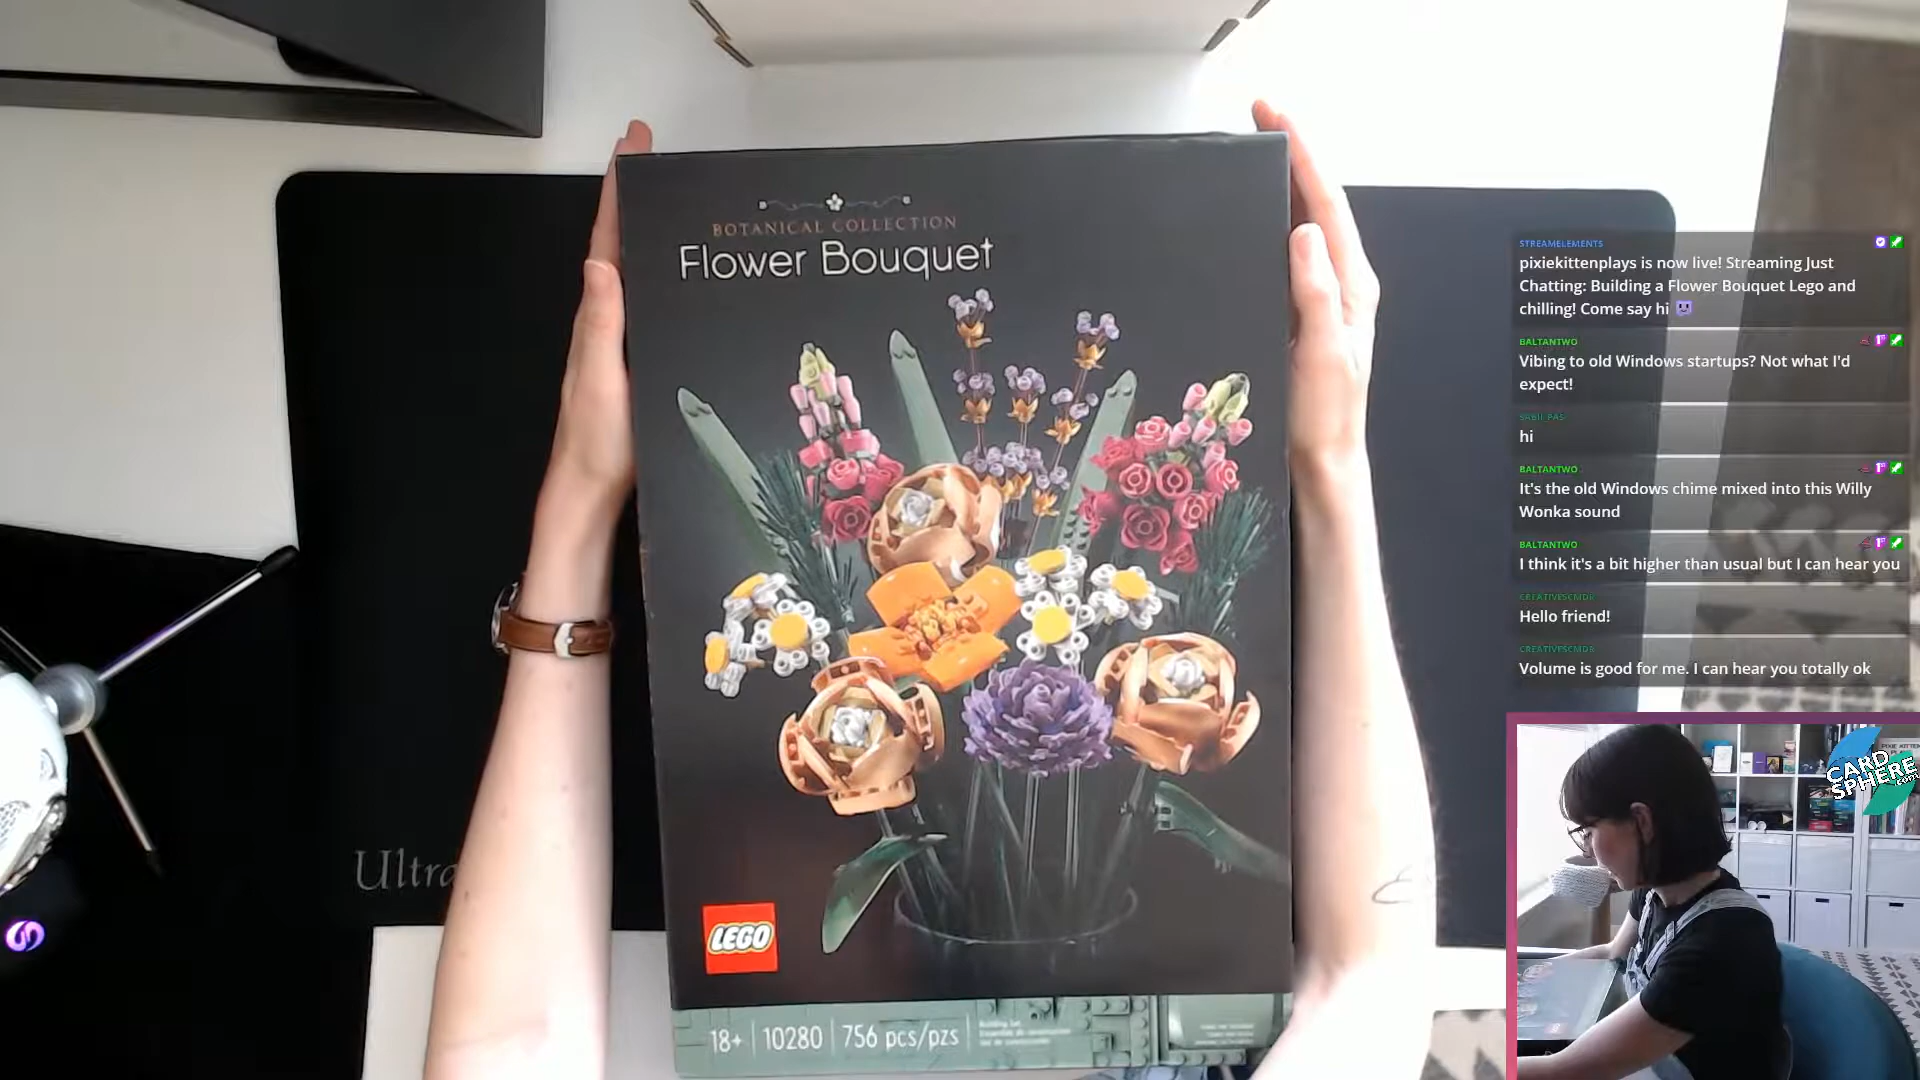 BOTANICAL COLLECTION
Flower Bouquet
LEGO
18+ 10280 756 pcs/pzs
Ultra
STREAMELEMENTS
pixiekittenplays is now live! Streaming Just
Chatting: Building a Flower Bouquet Lego and
chilling! Come say hi
BALTANTWO
Vibing to old Windows startups? Not what I'd
expect!
hi
BALTANTWO
It's the old Windows chime mixed into this Willy
Wonka sound
BALTANTWO
I think it's a bit higher than usual but I can hear you
CREATIVESCMDR
Hello friend!
CREATIVESCMDR
Volume is good for me. I can hear you totally ok
CARD
SPHERE
.com